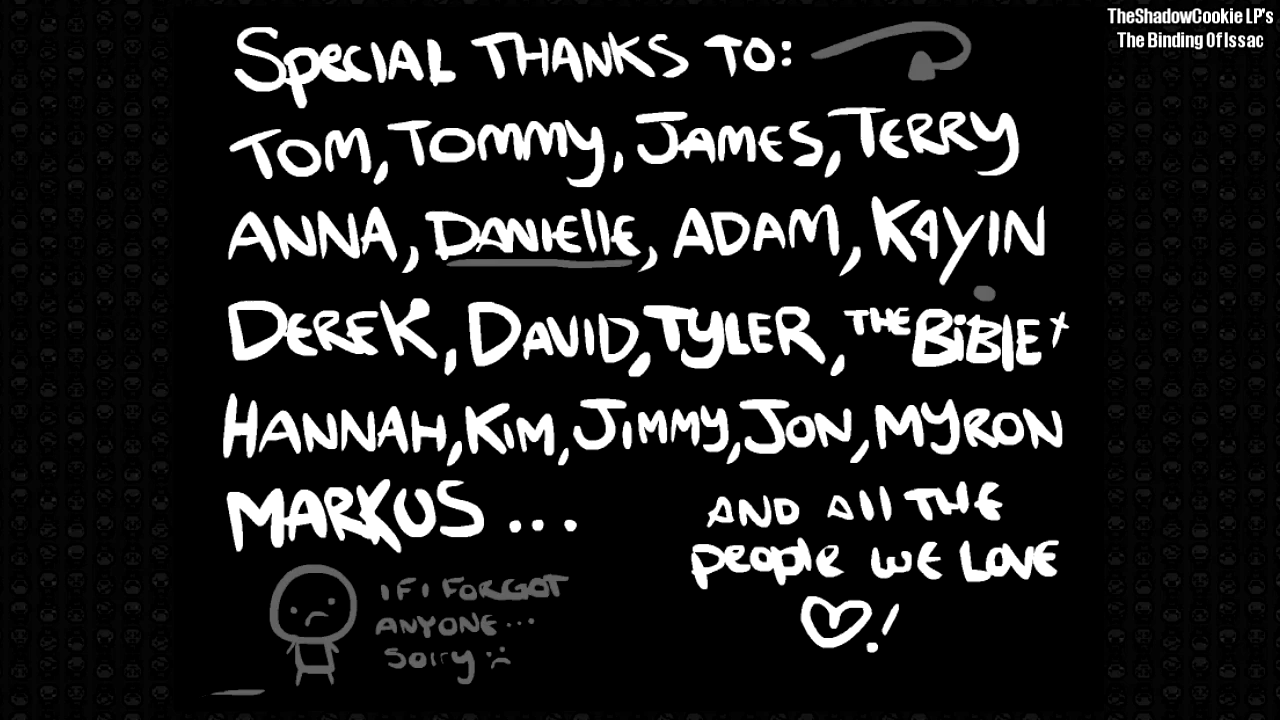 TheShadowCookie LP's
The Binding Of Issac
Special THANKS TO:
TOM, TOMMY, JAMES, TERRY
ANNA, DANIElle, ADAM, KAYIN
DEREK, DAVID, TYLER, THE BiBLE
HANNAH, KiM, JiMMY, JON, MYRON
MARKUS...
AND All THE
people WE LOVE
♡!
IF I FORGOT
ANYONE...
Sorry :(